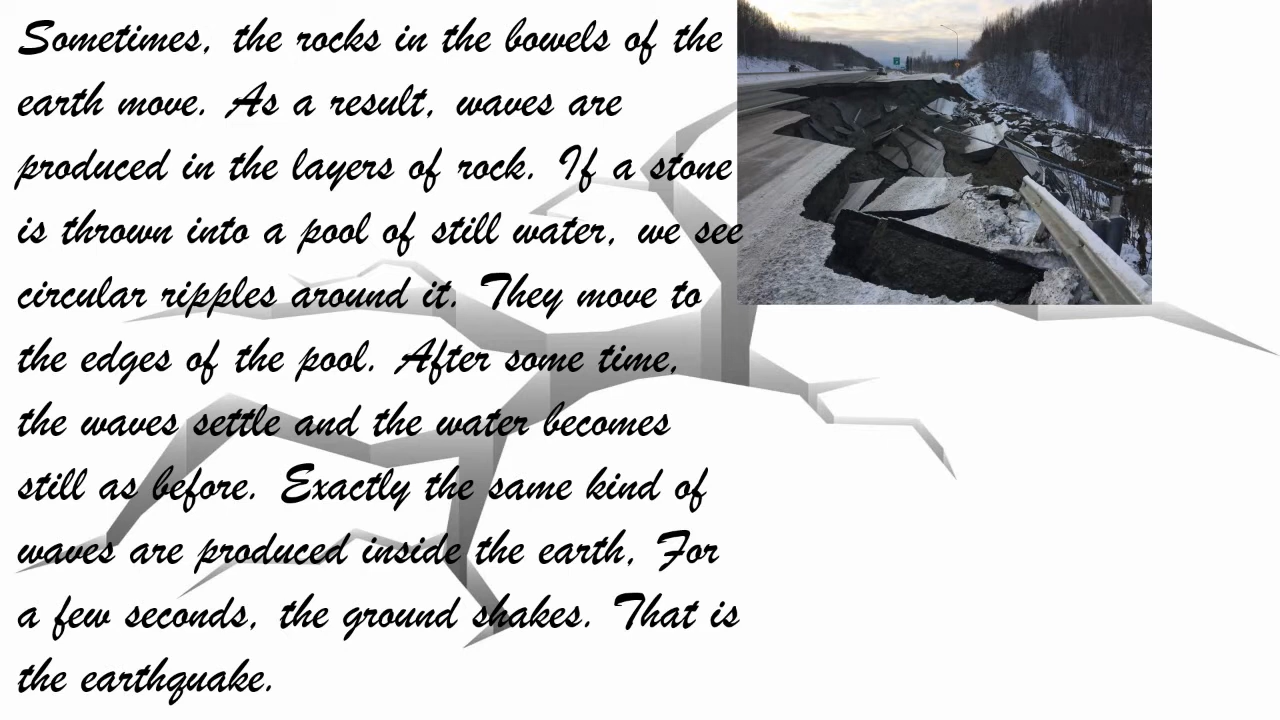 Sometimes, the rocks in the bowels of the
earth move. As a result, waves are
produced in the layers of rock. If a stone
is thrown into a pool of still water, we see
circular ripples around it. They move to
the edges of the pool. After some time,
the waves settle and the water becomes
still as before. Exactly the same kind of
waves are produced inside the earth, For
a few seconds, the ground shakes. That is
the earthquake.